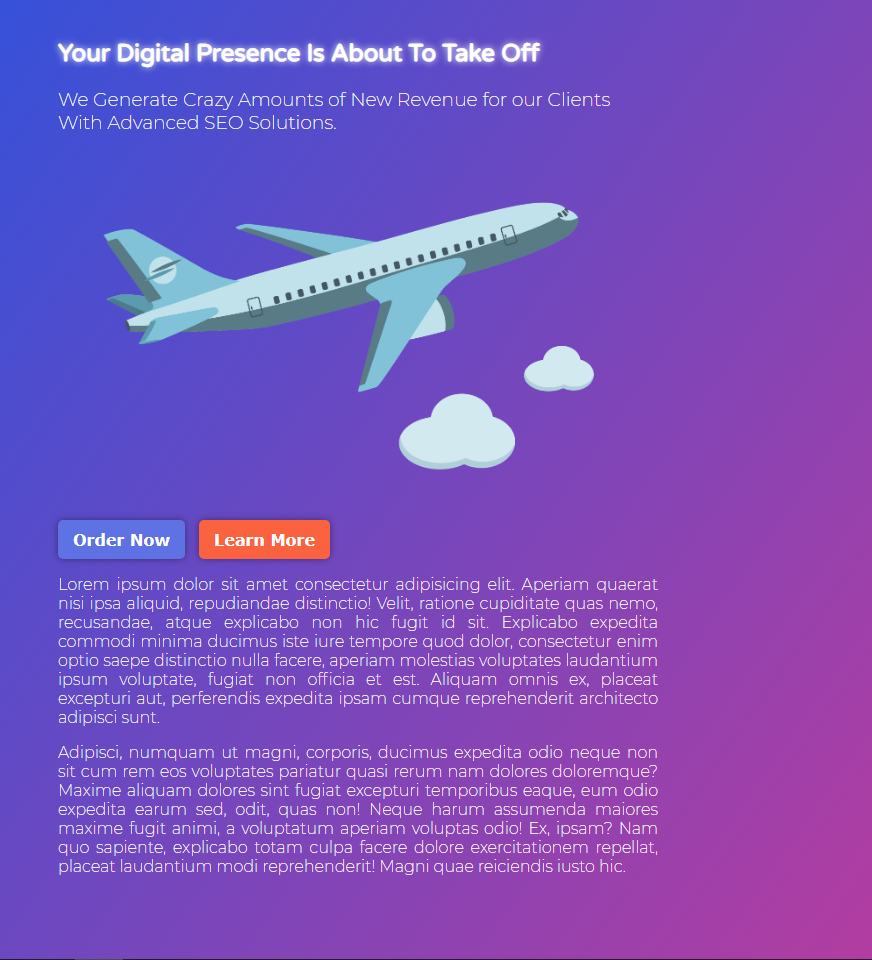 Your Digital Presence Is About To Take Off
We Generate Crazy Amounts of New Revenue for our Clients
With Advanced SEO Solutions.
Order Now
Learn More
Lorem ipsum dolor sit amet consectetur adipisicing elit. Aperiam quaerat
nisi ipsa aliquid, repudiandae distinctio! Velit, ratione cupiditate quas nemo,
recusandae, atque explicabo non hic fugit id sit. Explicabo expedita
commodi minima ducimus iste iure tempore quod dolor, consectetur enim
optio saepe distinctio nulla facere, aperiam molestias voluptates laudantium
ipsum voluptate, fugiat non officia et est. Aliquam omnis ex, placeat
excepturi aut, perferendis expedita ipsam cumque reprehenderit architecto
adipisci sunt.
Adipisci, numquam ut magni, corporis, ducimus expedita odio neque non
sit cum rem eos voluptates pariatur quasi rerum nam dolores doloremque?
Maxime aliquam dolores sint fugiat excepturi temporibus eaque, eum odio
expedita earum sed, odit, quas non! Neque harum assumenda maiores
maxime fugit animi, a voluptatum aperiam voluptas odio! Ex, ipsam? Nam
quo sapiente, explicabo totam culpa facere dolore exercitationem repellat,
placeat laudantium modi reprehenderit! Magni quae reiciendis iusto hic.